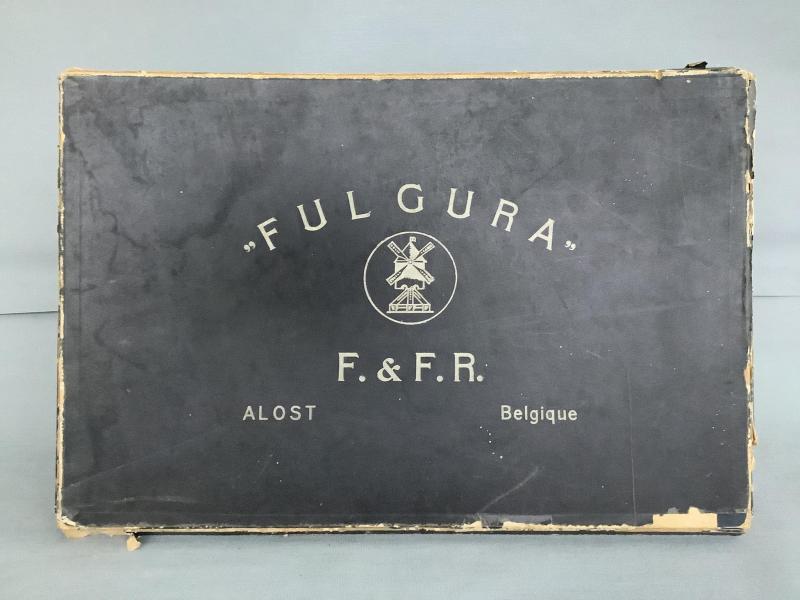 „FULGURA„
F. & F. R.
ALOST Belgique